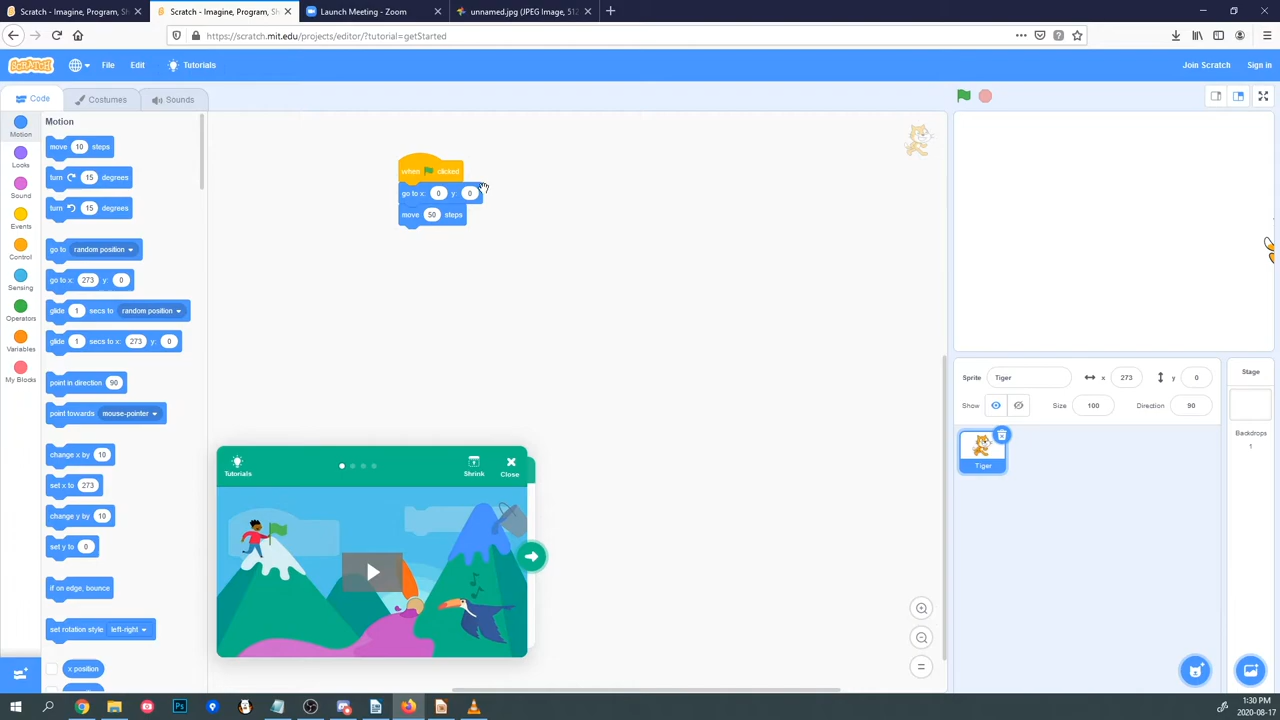 Scratch - Imagine, Program, Sh
Scratch - Imagine, Program, Sh
Launch Meeting - Zoom
unnamed.jpg (JPEG Image, 512
https://scratch.mit.edu/projects/editor/?tutorial=getStarted
SCRATCH
File
Edit
Tutorials
Join Scratch
Sign in
Code
Costumes
Sounds
Motion
Looks
Sound
Events
Control
Sensing
Operators
Variables
My Blocks
Motion
move 10 steps
turn 15 degrees
turn 15 degrees
go to random position
go to x: 273 y: 0
glide 1 secs to random position
glide 1 secs to x: 273 y: 0
point in direction 90
point towards mouse-pointer
change x by 10
set x to 273
change y by 10
set y to 0
if on edge, bounce
set rotation style left-right
x position
when clicked
go to x: 0 y: 0
move 50 steps
Tutorials
Shrink
Close
Sprite Tiger
x 273
y 0
Show
Size 100
Direction 90
Tiger
Stage
Backdrops
1
Ps
1:30 PM
2020-08-17